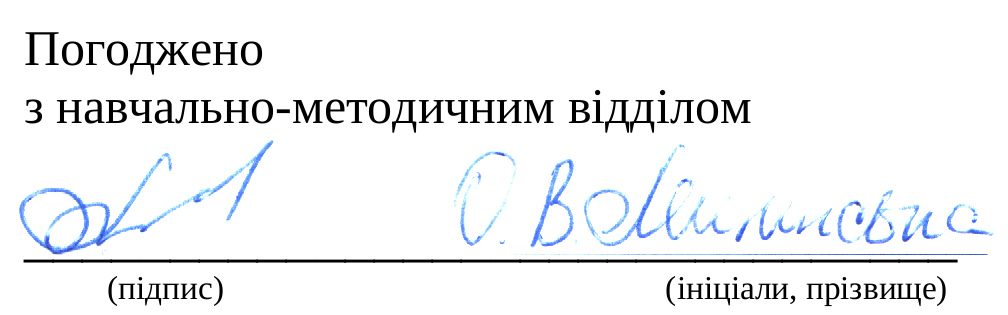 Погоджено
з навчально-методичним відділом
О.В.
(підпис) (ініціали, прізвище)